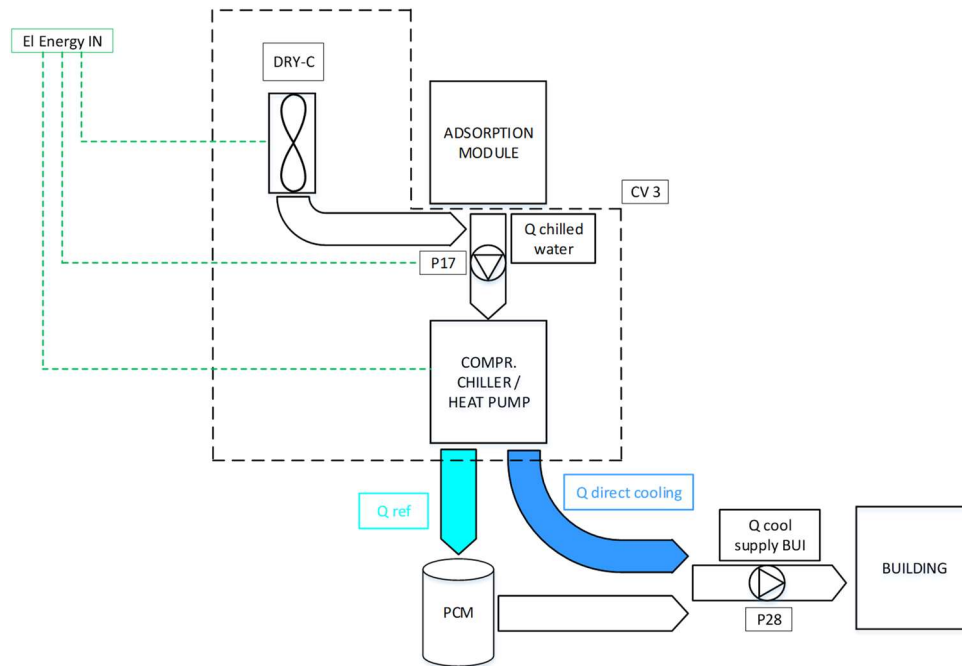 El Energy IN
DRY-C
ADSORPTION
MODULE
CV 3
Q chilled
water
P17
COMPR.
CHILLER /
HEAT PUMP
Q ref
Q direct cooling
Q cool
supply BUI
BUILDING
PCM
P28